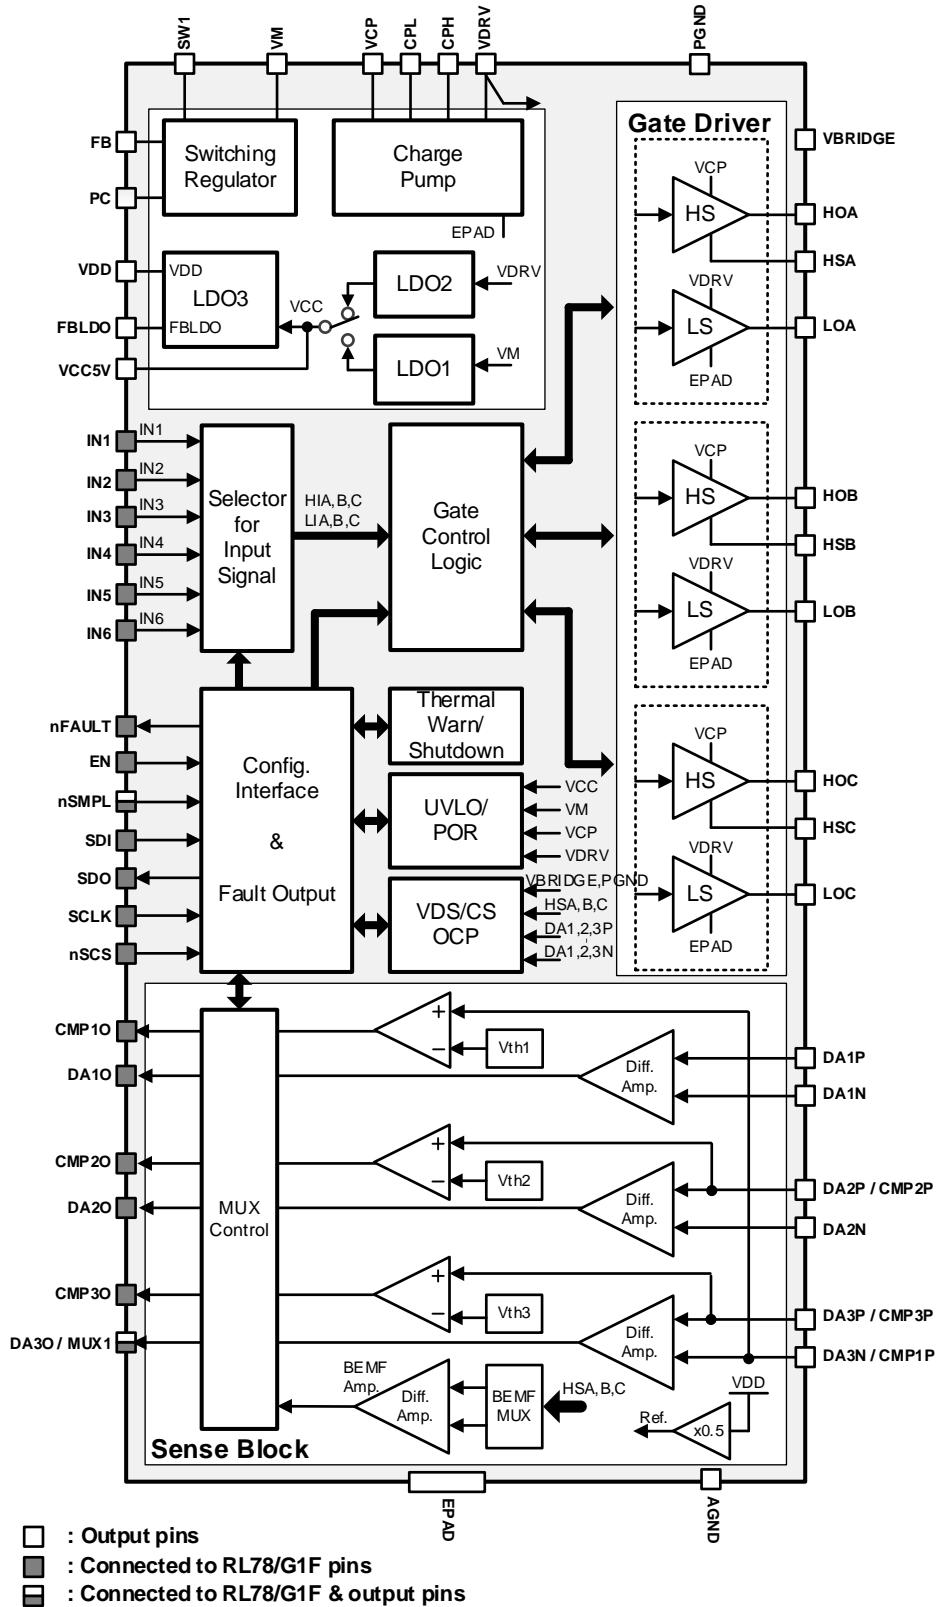 SW1
VM
VCP
CPL
CPH
VDRV
PGND
FB
PC
Switching
Regulator
Charge
Pump
EPAD
VDD
FBLDO
VCC5V
VDD
LDO3
FBLDO
VCC
LDO2
VDRV
LDO1
VM
Gate Driver
VBRIDGE
VCP
HS
HOA
HSA
VDRV
LS
LOA
EPAD
IN1
IN2
IN3
IN4
IN5
IN6
IN1
IN2
IN3
IN4
IN5
IN6
Selector
for
Input
Signal
HIA,B,C
LIA,B,C
Gate
Control
Logic
VCP
HS
HOB
HSB
VDRV
LS
LOB
EPAD
nFAULT
EN
nSMPL
SDI
SDO
SCLK
nSCS
Config.
Interface
&
Fault Output
Thermal
Warn/
Shutdown
UVLO/
POR
VCC
VM
VCP
VDRV
VDS/CS
OCP
VBRIDGE,PGND
HSA,B,C
DA1,2,3P
DA1,2,3N
VCP
HS
HOC
HSC
VDRV
LS
LOC
EPAD
CMP1O
DA1O
CMP2O
DA2O
CMP3O
DA3O / MUX1
MUX
Control
+
−
Vth1
Diff.
Amp.
DA1P
DA1N
+
−
Vth2
Diff.
Amp.
DA2P / CMP2P
DA2N
+
−
Vth3
Diff.
Amp.
DA3P / CMP3P
DA3N / CMP1P
BEMF
Amp.
Diff.
Amp.
BEMF
MUX
HSA,B,C
VDD
Ref.
x0.5
Sense Block
EPAD
AGND
: Output pins
: Connected to RL78/G1F pins
: Connected to RL78/G1F & output pins